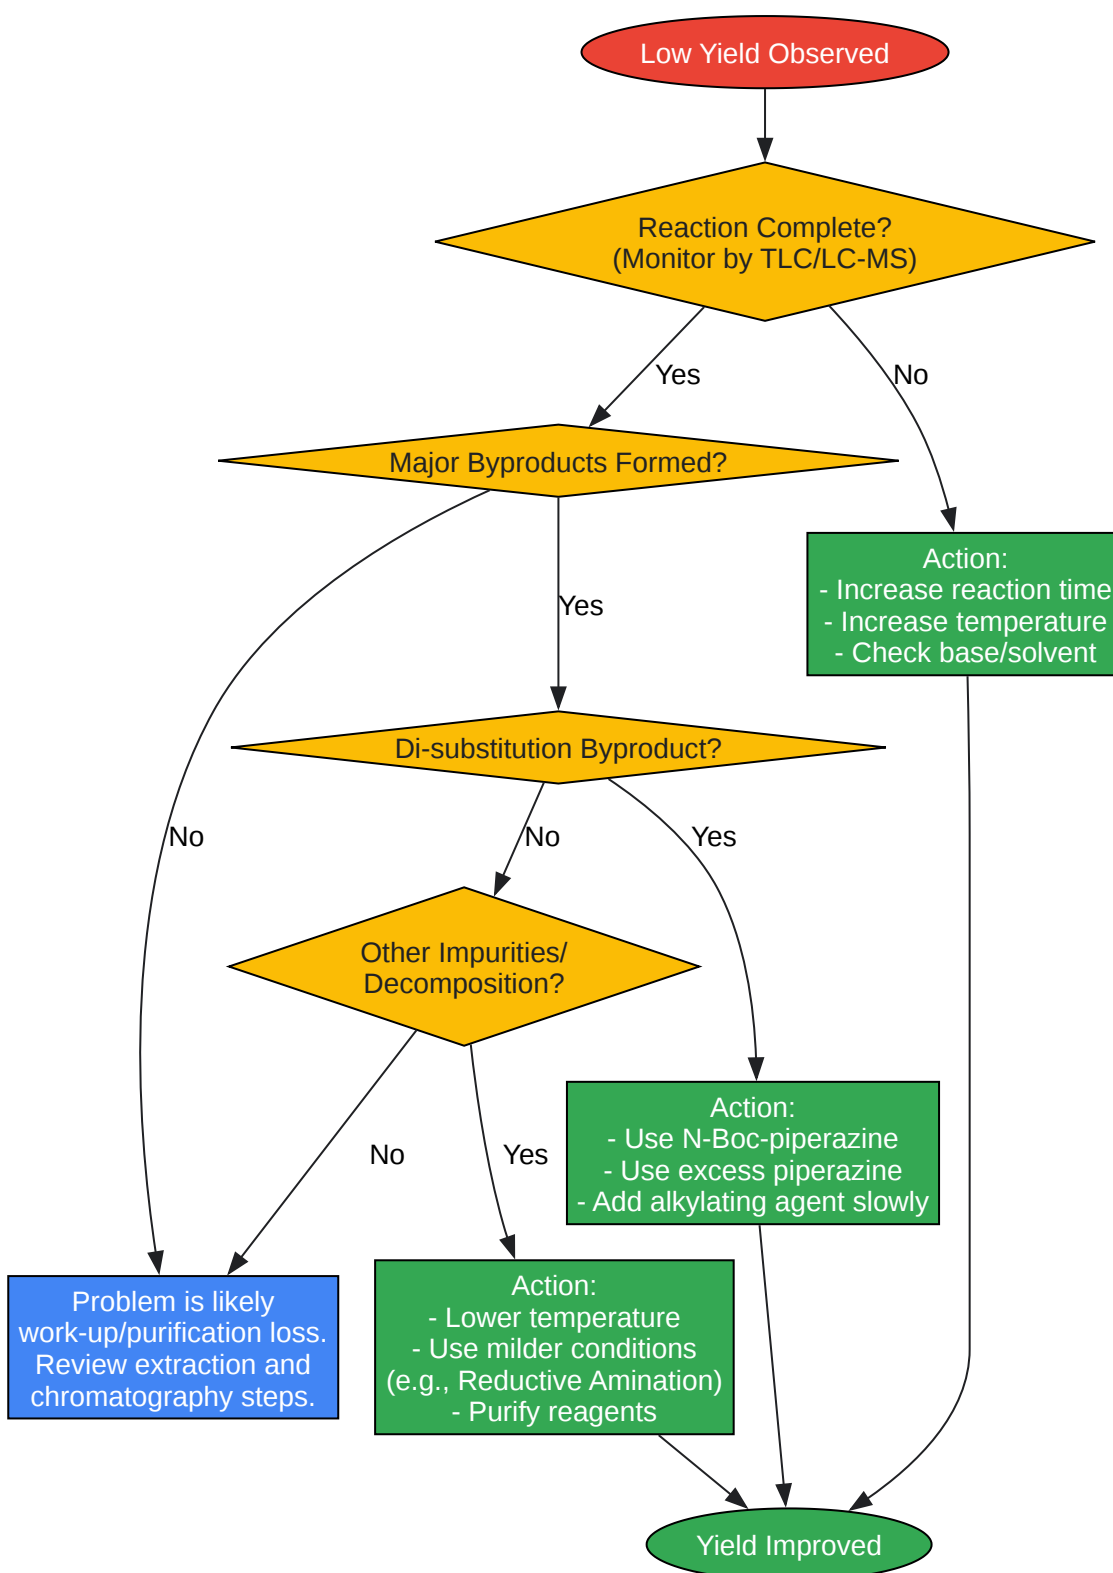 Low Yield Observed
Reaction Complete?
(Monitor by TLC/LC-MS)
Yes
No
Major Byproducts Formed?
Action:
- Increase reaction time
- Increase temperature
- Check base/solvent
Yes
Di-substitution Byproduct?
No
No
Yes
Other Impurities/
Decomposition?
Action:
- Use N-Boc-piperazine
- Use excess piperazine
- Add alkylating agent slowly
No
Yes
Problem is likely
work-up/purification loss.
Review extraction and
chromatography steps.
Action:
- Lower temperature
- Use milder conditions
(e.g., Reductive Amination)
- Purify reagents
Yield Improved